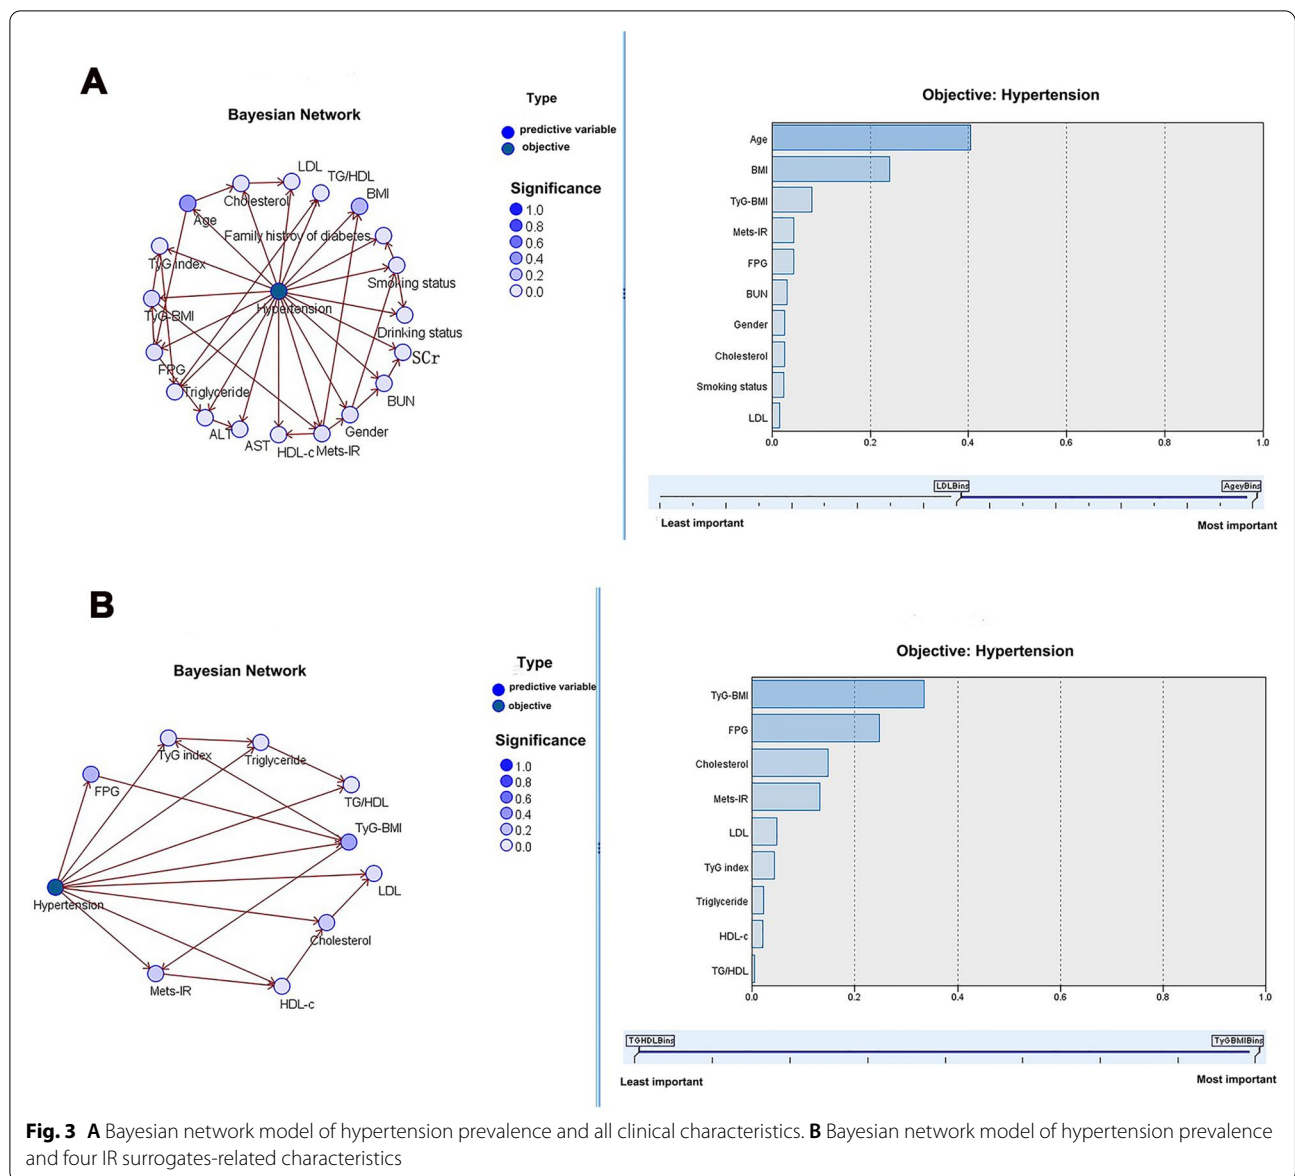 A
Bayesian Network
Type
predictive variable
objective
Significance
1.0
0.8
0.6
0.4
0.2
0.0
LDL
TG/HDL
BMI
Cholesterol
Age
Family histroy of diabetes
TyG index
Smoking status
Hypertension
TyG-BMI
Drinking status
SCr
FPG
Triglyceride
BUN
Gender
ALT
AST
HDL-c
Mets-IR
Objective: Hypertension
Age
BMI
TyG-BMI
Mets-IR
FPG
BUN
Gender
Cholesterol
Smoking status
LDL
0.0 0.2 0.4 0.6 0.8 1.0
LDLBins
AgeyBins
Least important
Most important
B
Bayesian Network
Type
predictive variable
objective
Significance
1.0
0.8
0.6
0.4
0.2
0.0
TyG index
Triglyceride
FPG
TG/HDL
TyG-BMI
LDL
Hypertension
Cholesterol
Mets-IR
HDL-c
Objective: Hypertension
TyG-BMI
FPG
Cholesterol
Mets-IR
LDL
TyG index
Triglyceride
HDL-c
TG/HDL
0.0 0.2 0.4 0.6 0.8 1.0
TGHDLBins
TyGBMIBins
Least important
Most important
Fig. 3 A Bayesian network model of hypertension prevalence and all clinical characteristics. B Bayesian network model of hypertension prevalence
and four IR surrogates-related characteristics